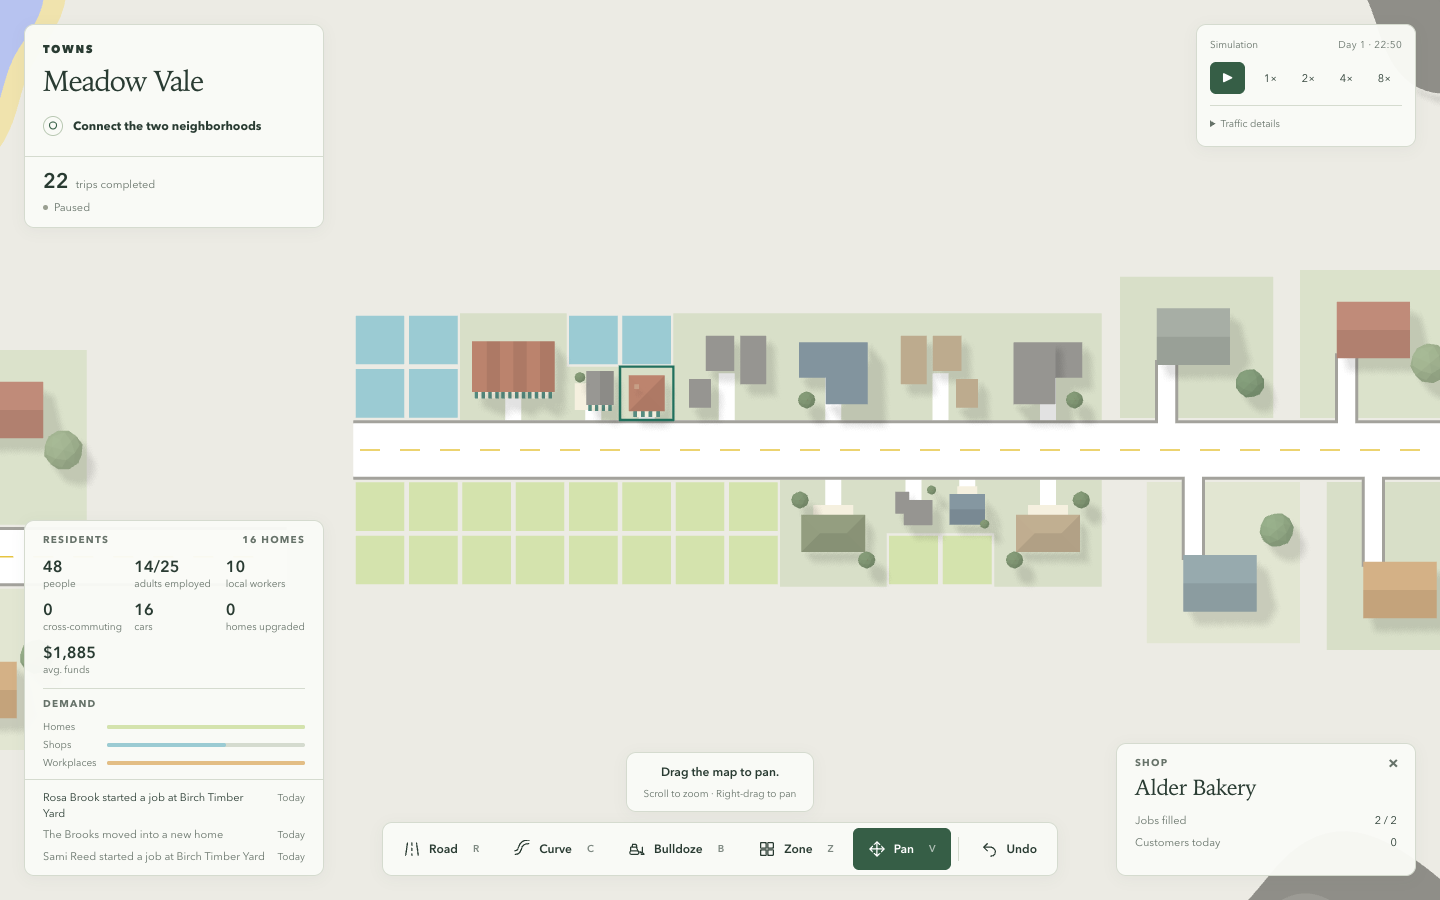 TOWNS
Meadow Vale
Connect the two neighborhoods
22 trips completed
Paused
Simulation Day 1 · 22:50
1× 2× 4× 8×
Traffic details
RESIDENTS 16 HOMES
48 14/25 10
people adults employed local workers
0 16 0
cross-commuting cars homes upgraded
$1,885
avg. funds
DEMAND
Homes
Shops
Workplaces
Rosa Brook started a job at Birch Timber Today
Yard
The Brooks moved into a new home Today
Sami Reed started a job at Birch Timber Yard Today
Drag the map to pan.
Scroll to zoom · Right-drag to pan
Road R Curve C Bulldoze B Zone Z Pan V Undo
SHOP
Alder Bakery
Jobs filled 2 / 2
Customers today 0